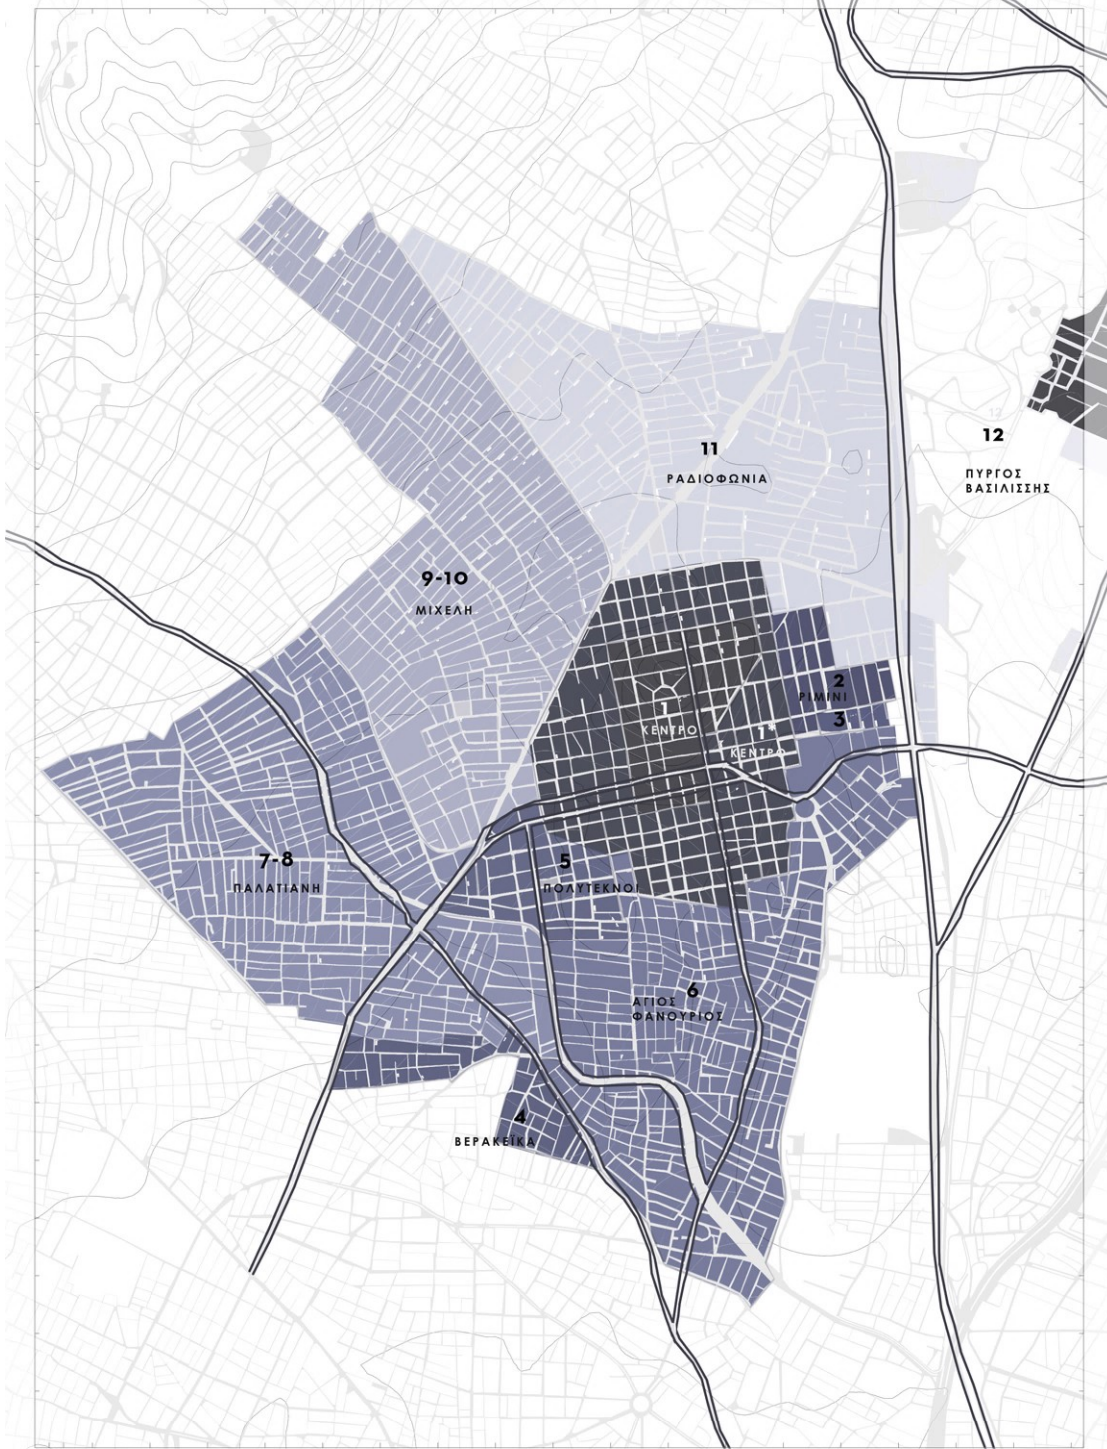 12
12
ΠΥΡΓΟΣ
ΒΑΣΙΛΙΣΣΗΣ
11
ΡΑΔΙΟΦΩΝΙΑ
9-10
ΜΙΧΕΛΗ
2
ΡΙΜΙΝΙ
3
1
ΚΕΝΤΡΟ
1*
ΚΕΝΤΡΟ
7-8
ΠΑΛΑΤΙΑΝΗ
5
ΠΟΛΥΤΕΚΝΟΙ
6
ΑΓΙΟΣ
ΦΑΝΟΥΡΙΟΣ
4
ΒΕΡΑΚΕΪΚΑ